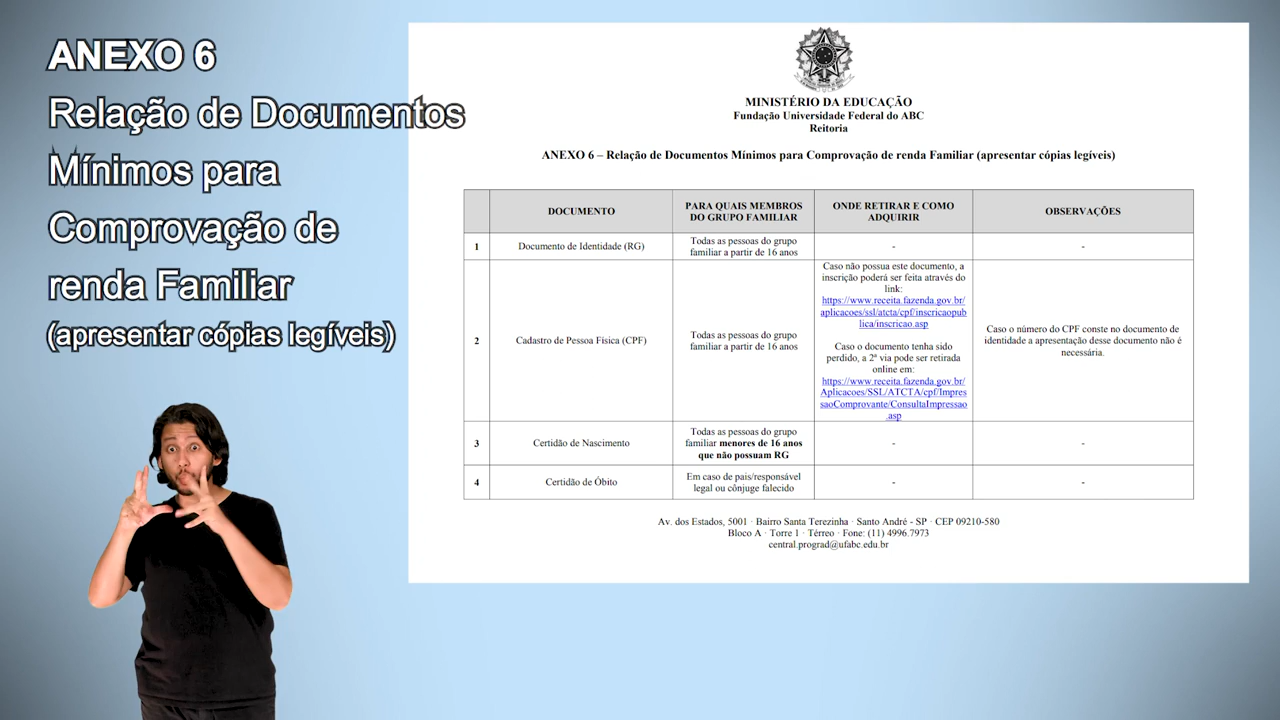 ANEXO 6
Relação de Documentos
Mínimos para
Comprovação de
renda Familiar
(apresentar cópias legíveis)
MINISTÉRIO DA EDUCAÇÃO
Fundação Universidade Federal do ABC
Reitoria
ANEXO 6 – Relação de Documentos Mínimos para Comprovação de renda Familiar (apresentar cópias legíveis)
DOCUMENTO
PARA QUAIS MEMBROS
DO GRUPO FAMILIAR
ONDE RETIRAR E COMO
ADQUIRIR
OBSERVAÇÕES
1
Documento de Identidade (RG)
Todas as pessoas do grupo
familiar a partir de 16 anos
-
-
2
Cadastro de Pessoa Física (CPF)
Todas as pessoas do grupo
familiar a partir de 16 anos
Caso não possua este documento, a
inscrição poderá ser feita através do
link:
https://www.receita.fazenda.gov.br/
aplicacoes/ssl/atcta/cpf/inscricaopub
lica/inscricao.asp
Caso o documento tenha sido
perdido, a 2ª via pode ser retirada
online em:
https://www.receita.fazenda.gov.br/
Aplicacoes/SSL/ATCTA/cpf/Impres
saoComprovante/ConsultaImpressao
.asp
Caso o número do CPF conste no documento de
identidade a apresentação desse documento não é
necessária.
3
Certidão de Nascimento
Todas as pessoas do grupo
familiar menores de 16 anos
que não possuam RG
-
-
4
Certidão de Óbito
Em caso de pais/responsável
legal ou cônjuge falecido
-
-
Av. dos Estados, 5001 · Bairro Santa Terezinha · Santo André - SP · CEP 09210-580
Bloco A · Torre 1 · Térreo · Fone: (11) 4996.7973
central.prograd@ufabc.edu.br